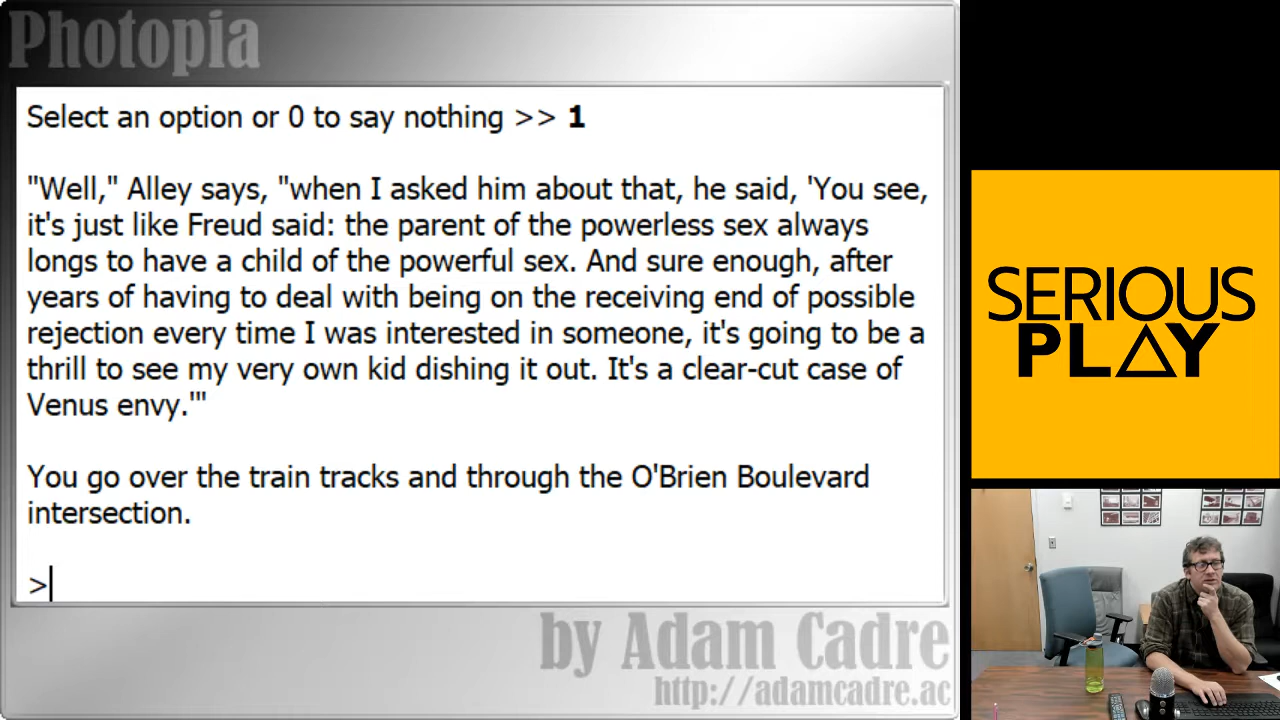 Photopia
Select an option or 0 to say nothing >> 1
"Well," Alley says, "when I asked him about that, he said, 'You see,
it's just like Freud said: the parent of the powerless sex always
longs to have a child of the powerful sex. And sure enough, after
years of having to deal with being on the receiving end of possible
rejection every time I was interested in someone, it's going to be a
thrill to see my very own kid dishing it out. It's a clear-cut case of
Venus envy.'"
You go over the train tracks and through the O'Brien Boulevard
intersection.
>
by Adam Cadre
http://adamcadre.ac
SERIOUS
PLAY